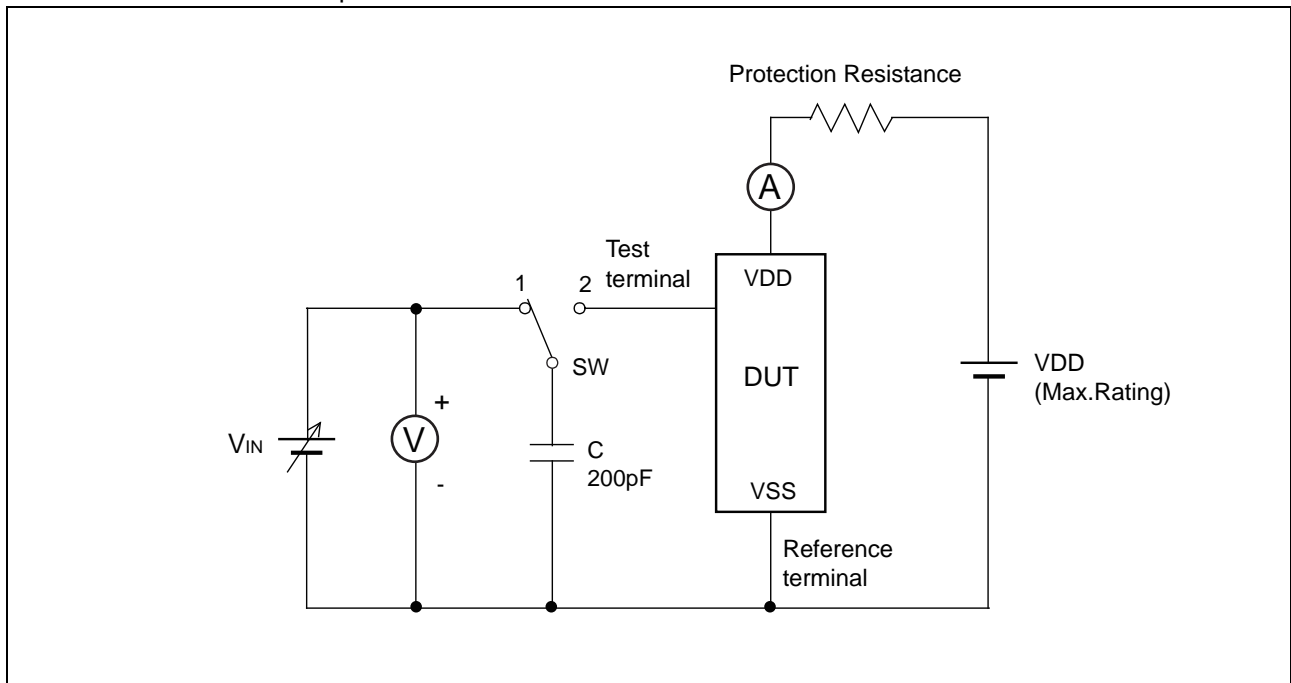 Protection Resistance
A
Test
terminal
1
2
VDD
SW
DUT
VDD
(Max.Rating)
VIN
+
V
-
C
200pF
VSS
Reference
terminal